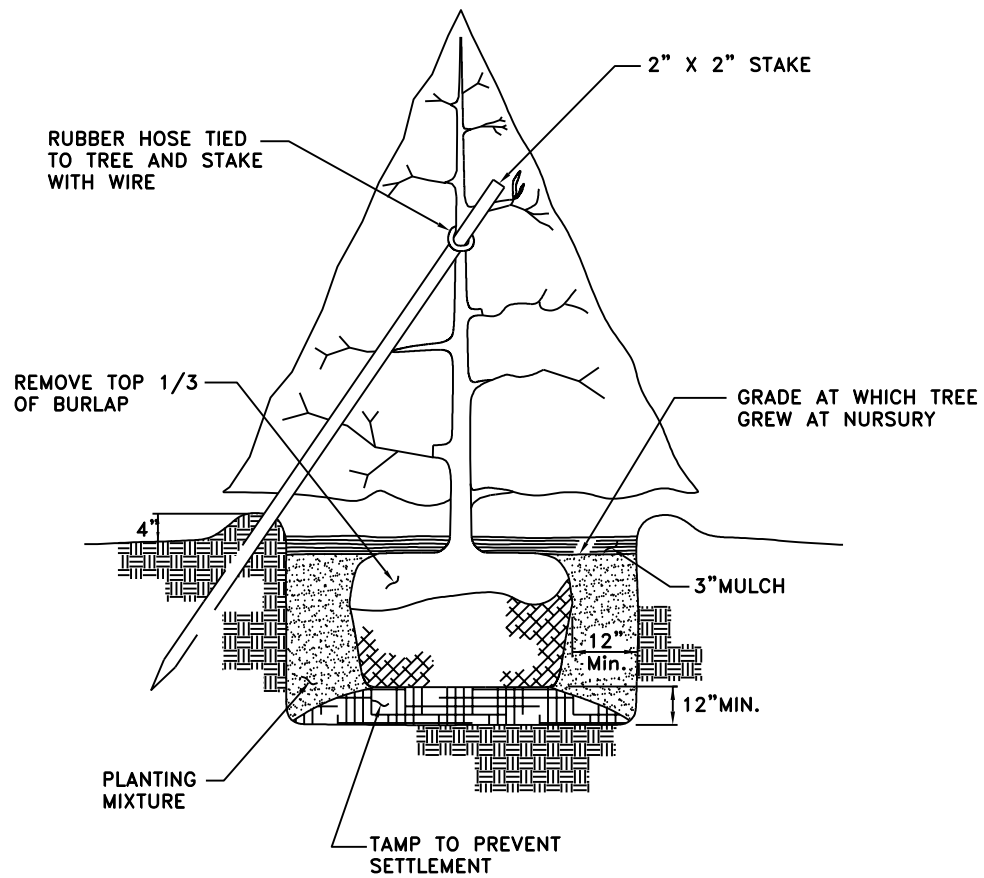 2" X 2" STAKE
RUBBER HOSE TIED
TO TREE AND STAKE
WITH WIRE
REMOVE TOP 1/3
OF BURLAP
GRADE AT WHICH TREE
GREW AT NURSURY
4"
3"MULCH
12"
Min.
12"MIN.
PLANTING
MIXTURE
TAMP TO PREVENT
SETTLEMENT